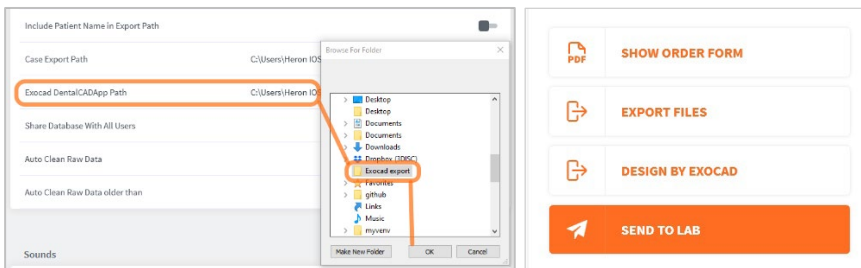 Include Patient Name in Export Path
Case Export Path
C:\Users\Heron IOS
Exocad DentalCADApp Path
C:\Users\Heron IOS
Share Database With All Users
Auto Clean Raw Data
Auto Clean Raw Data older than
Sounds
Browse For Folder
Desktop
Desktop
Documents
Documents
Downloads
Dropbox (3DISC)
Exocad export
Favorites
github
Links
Music
myvenv
Make New Folder
OK
Cancel
PDF
SHOW ORDER FORM
EXPORT FILES
DESIGN BY EXOCAD
SEND TO LAB